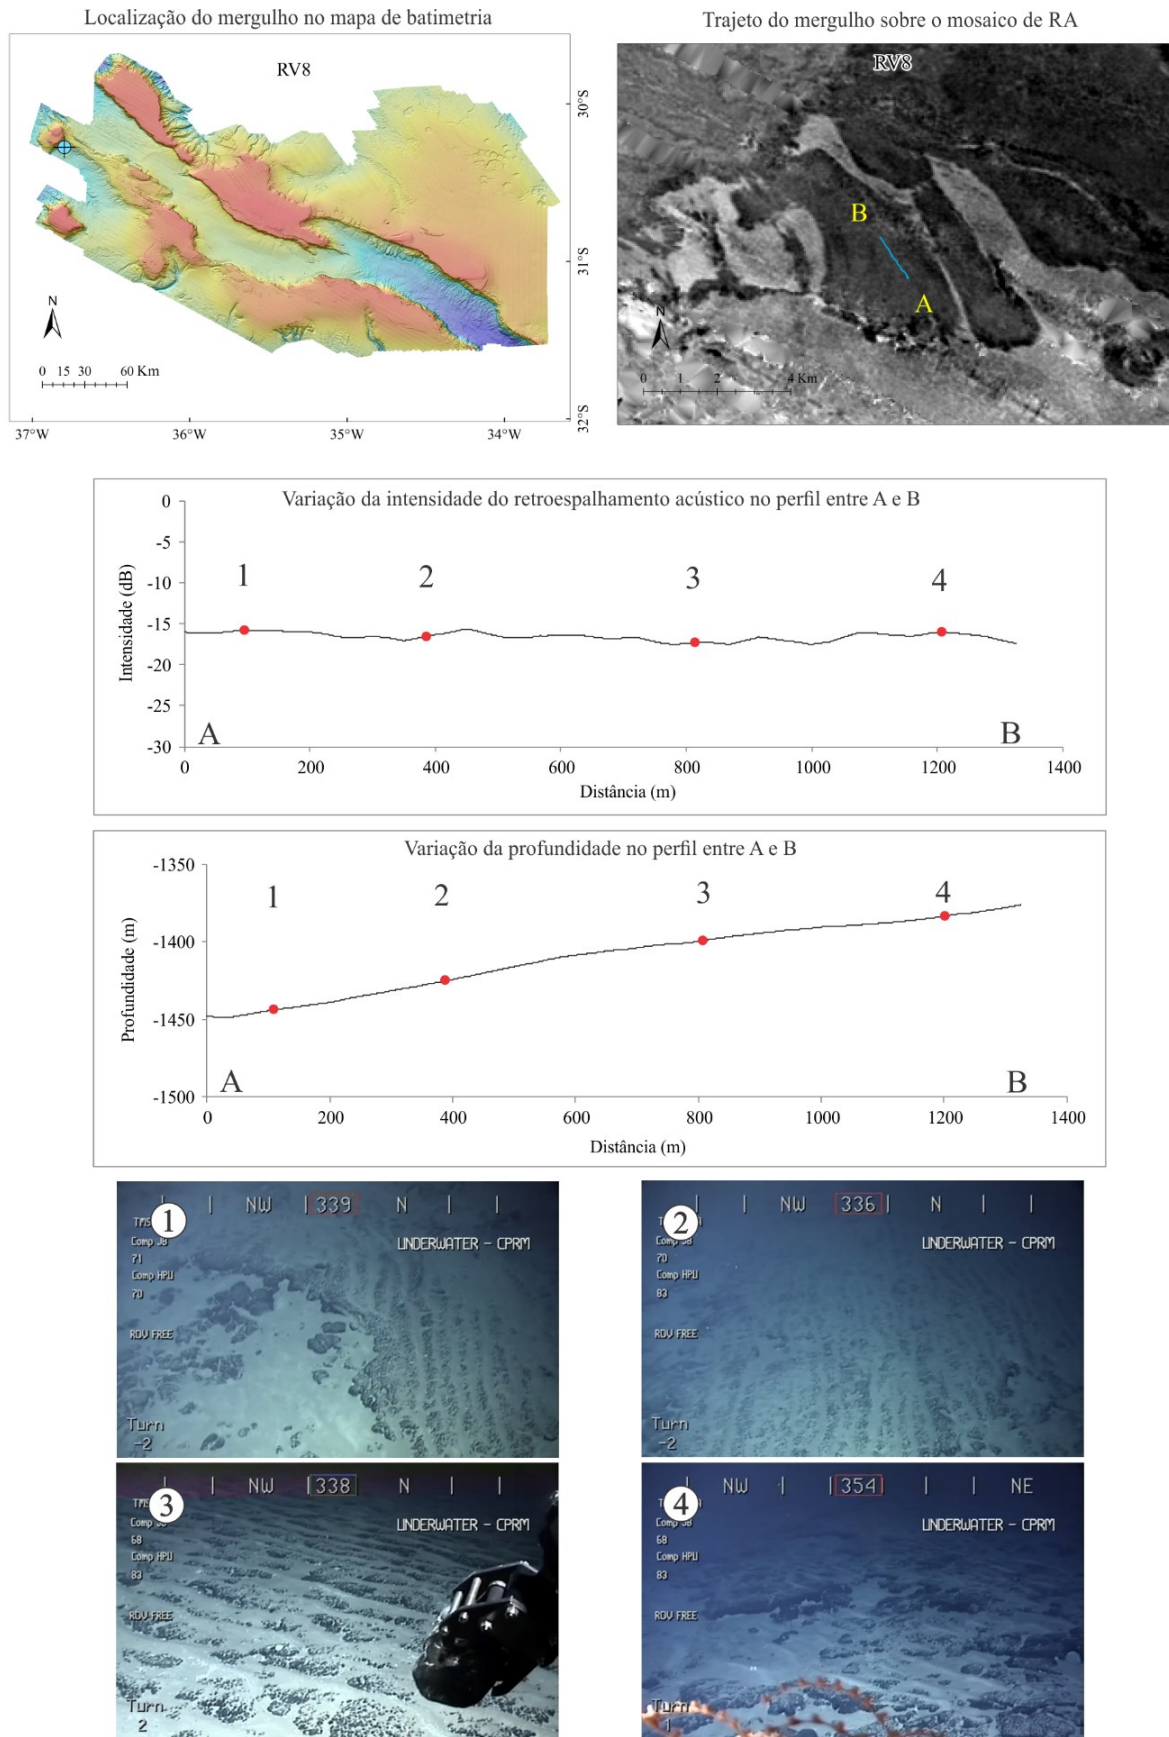 Localização do mergulho no mapa de batimetria
RV8
N
0 15 30 60 Km
30°S
31°S
32°S
37°W 36°W 35°W 34°W
Trajeto do mergulho sobre o mosaico de RA
RV8
B
A
N
0 1 2 4 Km
Variação da intensidade do retroespalhamento acústico no perfil entre A e B
Intensidade (dB)
0
-5
-10
-15
-20
-25
-30
1 2 3 4
A B
0 200 400 600 800 1000 1200 1400
Distância (m)
Variação da profundidade no perfil entre A e B
Profundidade (m)
-1350
-1400
-1450
-1500
1 2 3 4
A B
0 200 400 600 800 1000 1200 1400
Distância (m)
1
NW 339 N
UNDERWATER - CPRM
71
Comp HPU
70
ROV FREE
Turn
-2
2
NW 336 N
UNDERWATER - CPRM
70
Comp HPU
83
ROV FREE
Turn
-2
3
NW 338 N
UNDERWATER - CPRM
68
Comp HPU
83
ROV FREE
Turn
2
4
NW 354 NE
UNDERWATER - CPRM
68
Comp HPU
83
ROV FREE
Turn
1